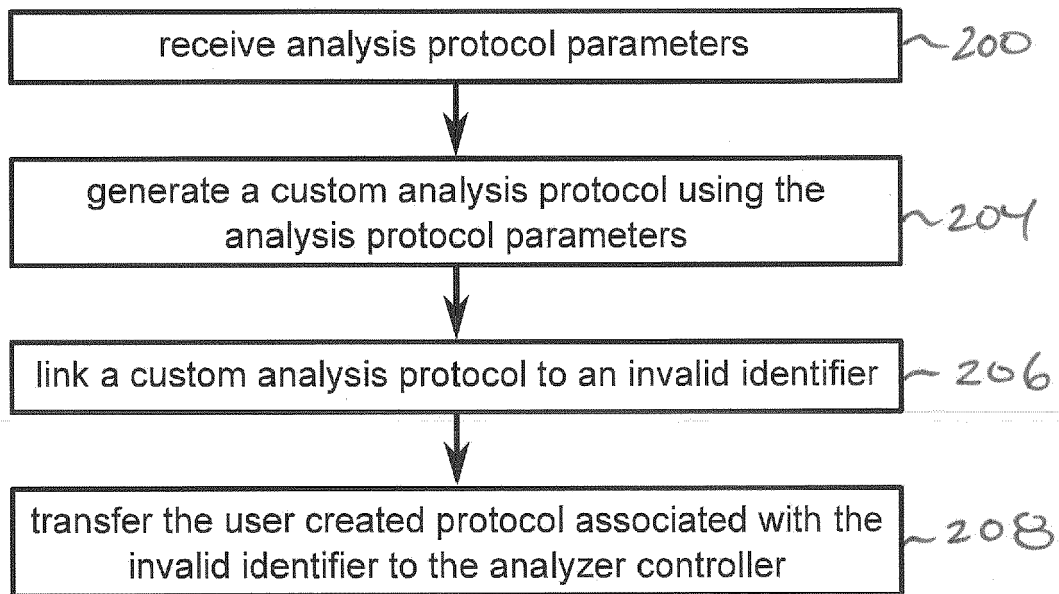 receive analysis protocol parameters ~200
generate a custom analysis protocol using the
analysis protocol parameters ~204
link a custom analysis protocol to an invalid identifier ~206
transfer the user created protocol associated with the
invalid identifier to the analyzer controller ~208